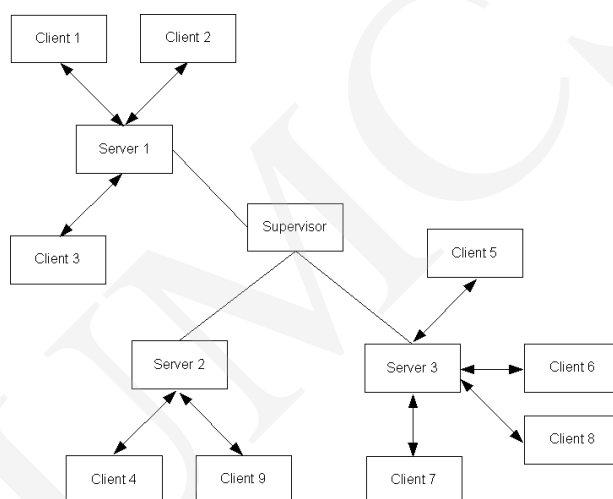 Client 1
Client 2
Server 1
Supervisor
Client 3
Client 5
Server 2
Server 3
Client 6
Client 8
Client 4
Client 9
Client 7
UMCS